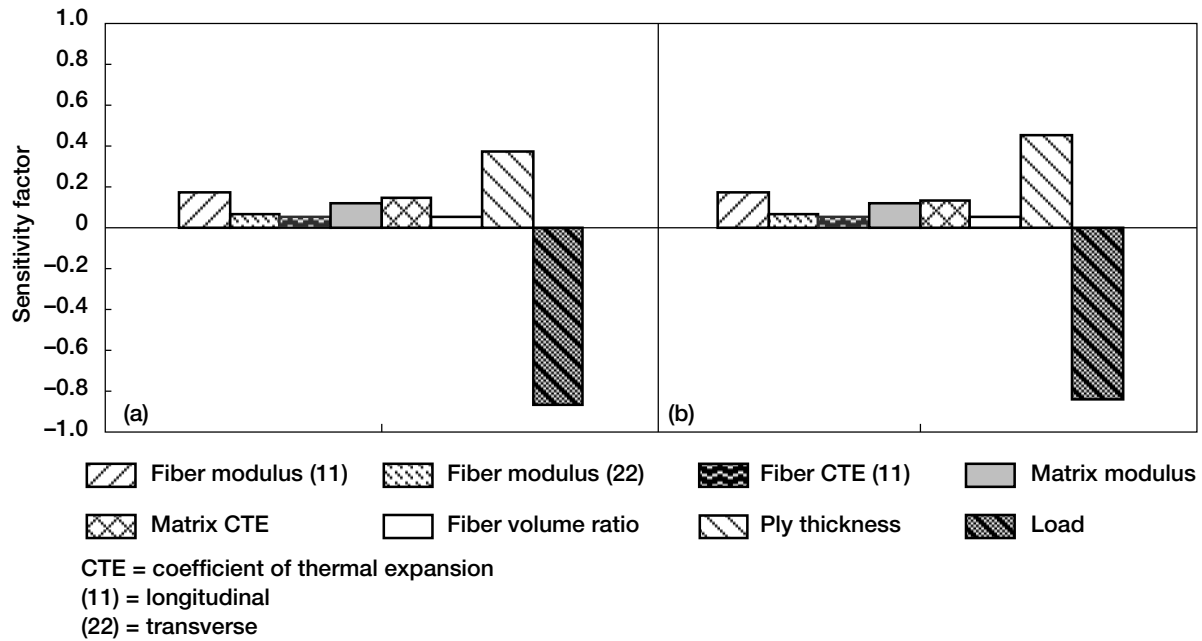 1.0
0.8
0.6
0.4
0.2
0
−0.2
−0.4
−0.6
−0.8
−1.0
Sensitivity factor
(a)
(b)
Fiber modulus (11) Fiber modulus (22) Fiber CTE (11) Matrix modulus
Matrix CTE Fiber volume ratio Ply thickness Load
CTE = coefficient of thermal expansion
(11) = longitudinal
(22) = transverse